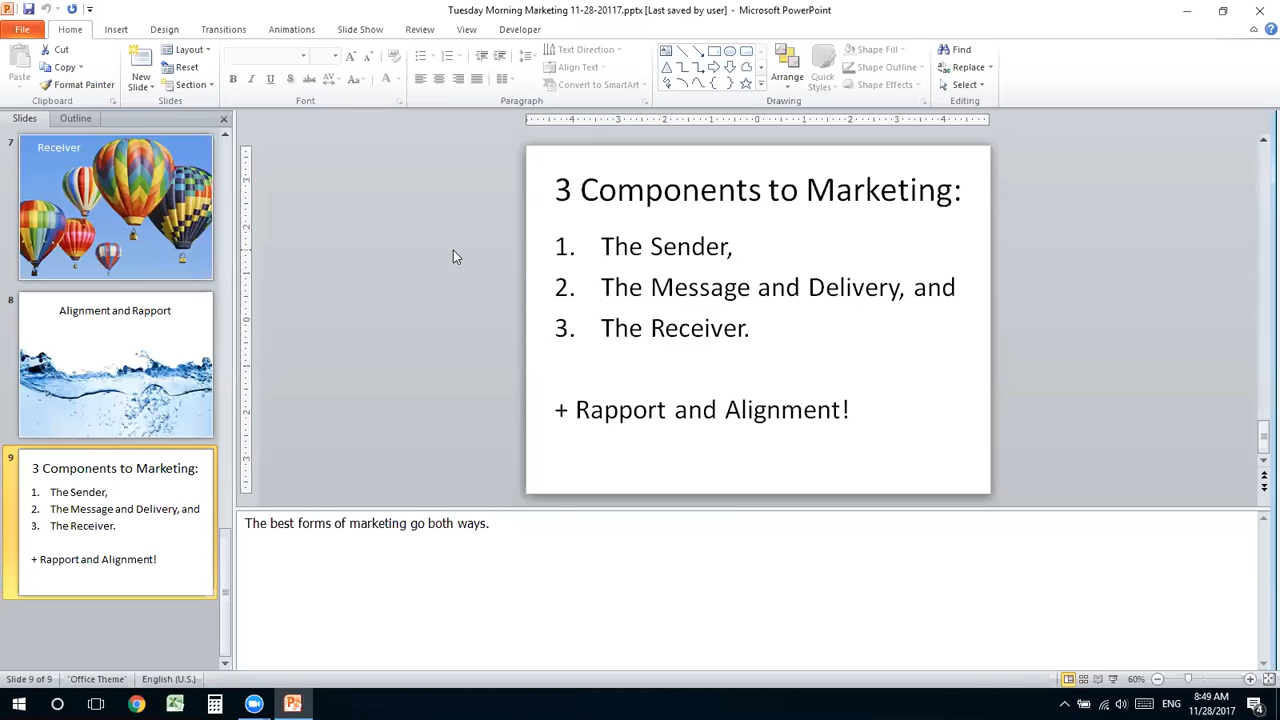 Tuesday Morning Marketing 11-28-20117.pptx [Last saved by user] - Microsoft PowerPoint
File Home Insert Design Transitions Animations Slide Show Review View Developer
Paste
Cut
Copy
Format Painter
Clipboard
New Slide
Layout
Reset
Section
Slides
Font
Text Direction
Align Text
Convert to SmartArt
Paragraph
Arrange
Quick Styles
Shape Fill
Shape Outline
Shape Effects
Drawing
Find
Replace
Select
Editing
Slides Outline
7
Receiver
8
Alignment and Rapport
9
3 Components to Marketing:
1. The Sender,
2. The Message and Delivery, and
3. The Receiver.
+ Rapport and Alignment!
3 Components to Marketing:
1. The Sender,
2. The Message and Delivery, and
3. The Receiver.
+ Rapport and Alignment!
The best forms of marketing go both ways.
Slide 9 of 9 "Office Theme" English (U.S.) 60%
ENG 8:49 AM
11/28/2017